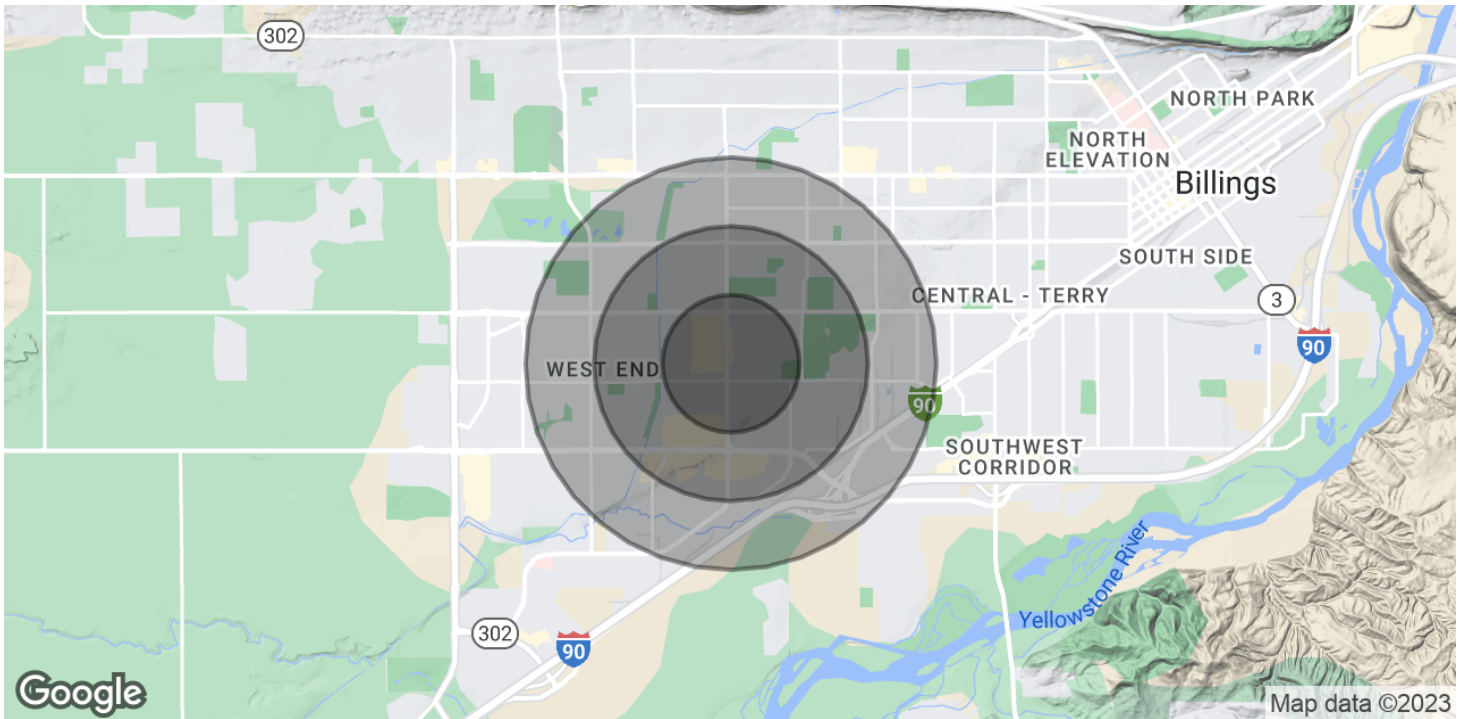 302
NORTH PARK
NORTH
ELEVATION
Billings
SOUTH SIDE
CENTRAL - TERRY
3
90
WEST END
90
SOUTHWEST
CORRIDOR
Yellowstone River
302
90
Google
Map data ©2023